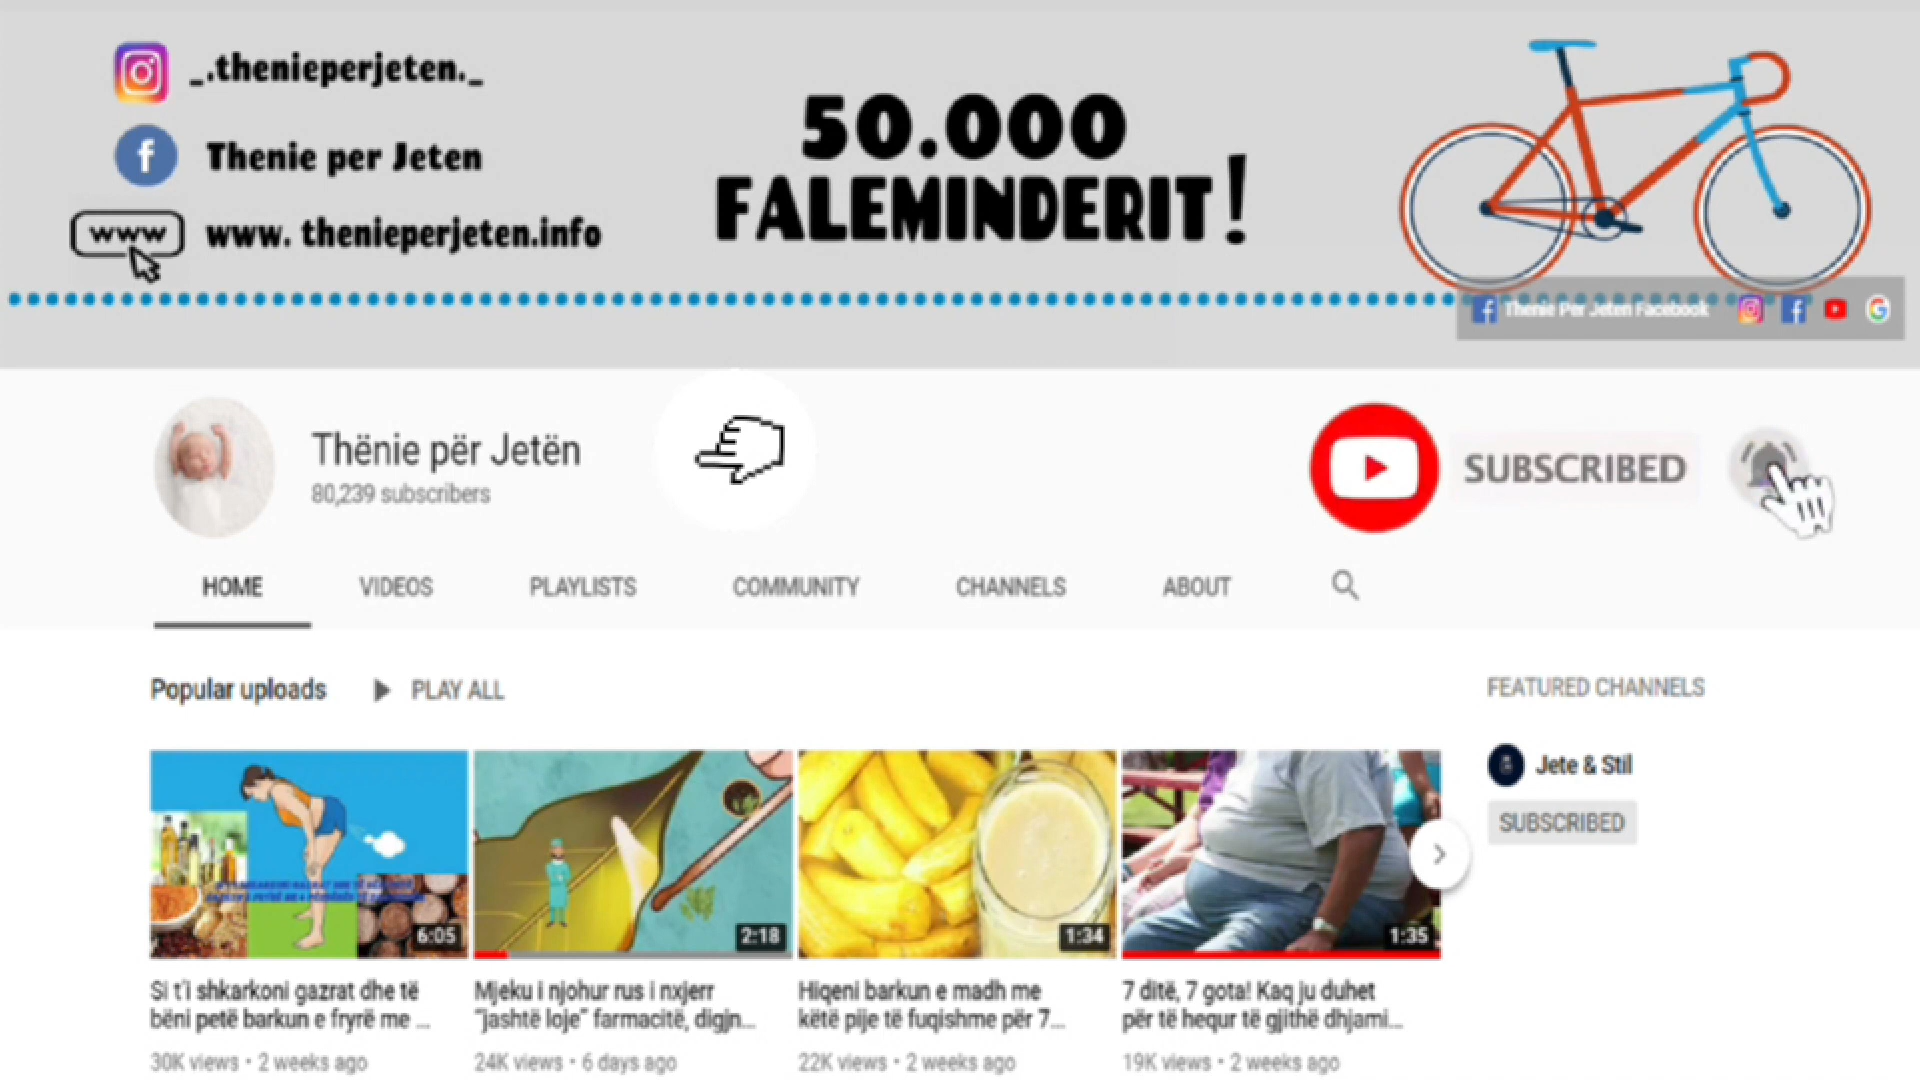 _.thenieperjeten._
Thenie per Jeten
www
www. thenieperjeten.info
50.000
FALEMINDERIT!
Thenie Per Jeten Facebook
Thënie për Jetën
80,239 subscribers
SUBSCRIBED
HOME VIDEOS PLAYLISTS COMMUNITY CHANNELS ABOUT
Popular uploads PLAY ALL
FEATURED CHANNELS
Jete & Stil
SUBSCRIBED
6:05
2:18
1:34
1:35
Si t'i shkarkoni gazrat dhe të
bëni petë barkun e fryrë me ...
30K views • 2 weeks ago
Mjeku i njohur rus i nxjerr
"jashtë loje" farmacitë, digjn...
24K views • 6 days ago
Hiqeni barkun e madh me
këtë pije të fuqishme për 7...
22K views • 2 weeks ago
7 ditë, 7 gota! Kaq ju duhet
për të hequr të gjithë dhjami...
19K views • 2 weeks ago